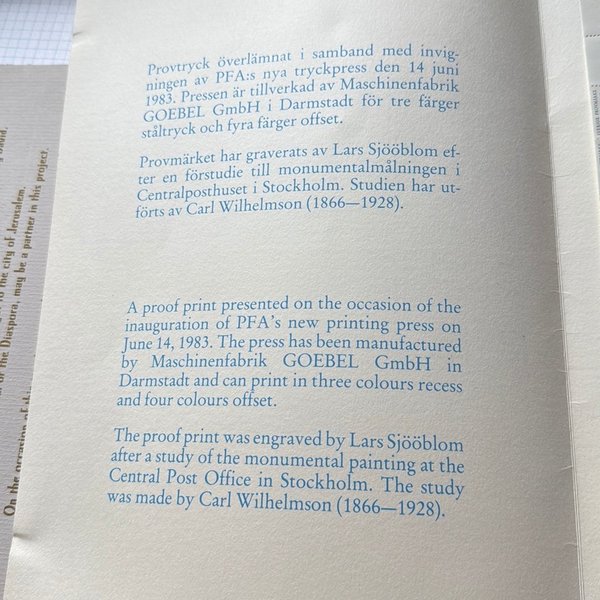 Provtryck överlämnat i samband med invig-
ningen av PFA:s nya tryckpress den 14 juni
1983. Pressen är tillverkad av Maschinenfabrik
GOEBEL GmbH i Darmstadt för tre färger
ståltryck och fyra färger offset.
Provmärket har graverats av Lars Sjööblom ef-
ter en förstudie till monumentalmålningen i
Centralposthuset i Stockholm. Studien har ut-
förts av Carl Wilhelmson (1866—1928).
A proof print presented on the occasion of the
inauguration of PFA's new printing press on
June 14, 1983. The press has been manufactured
by Maschinenfabrik GOEBEL GmbH in
Darmstadt and can print in three colours recess
and four colours offset.
The proof print was engraved by Lars Sjööblom
after a study of the monumental painting at the
Central Post Office in Stockholm. The study
was made by Carl Wilhelmson (1866—1928).
to the city of Jerusalem.
of the Diaspora, may be a partner in this project.
On the occasion of